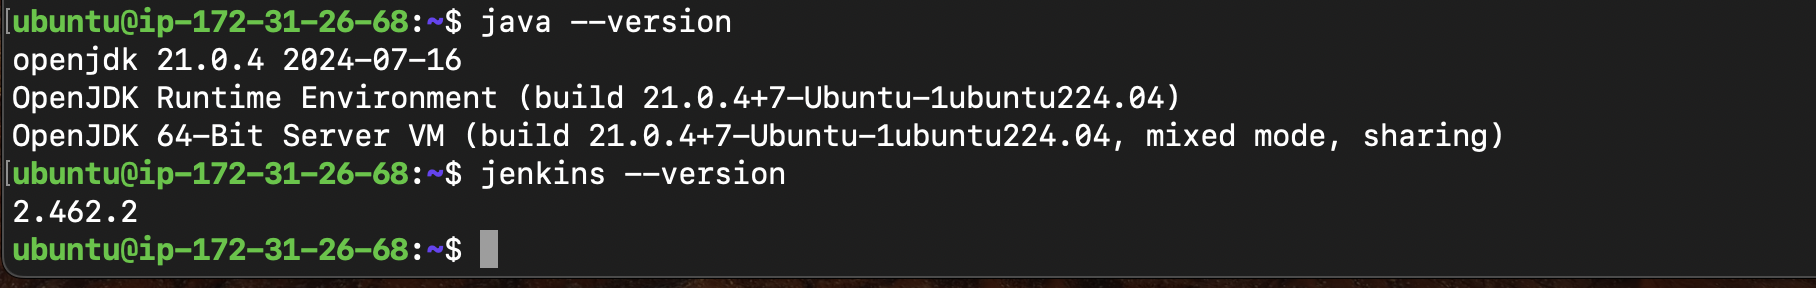 [ubuntu@ip-172-31-26-68:~$ java --version
openjdk 21.0.4 2024-07-16
OpenJDK Runtime Environment (build 21.0.4+7-Ubuntu-1ubuntu224.04)
OpenJDK 64-Bit Server VM (build 21.0.4+7-Ubuntu-1ubuntu224.04, mixed mode, sharing)
[ubuntu@ip-172-31-26-68:~$ jenkins --version
2.462.2
ubuntu@ip-172-31-26-68:~$